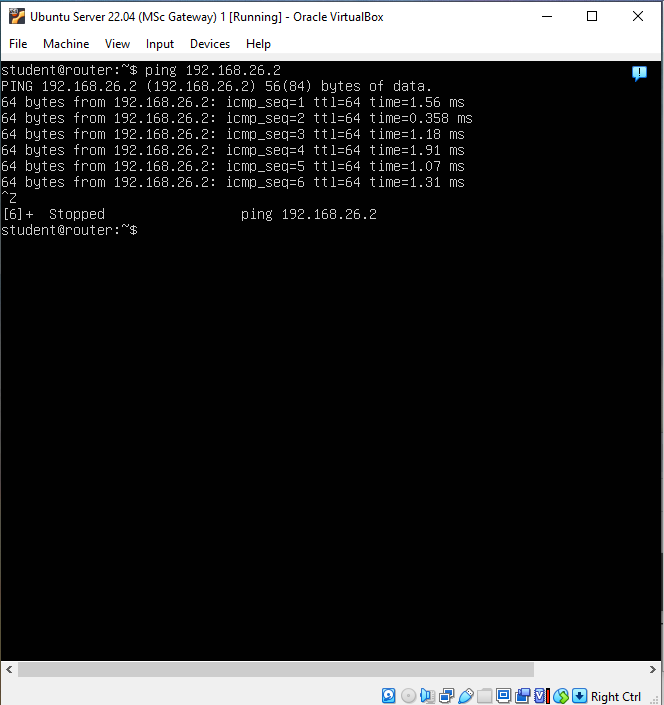 Ubuntu Server 22.04 (MSc Gateway) 1 [Running] - Oracle VirtualBox
File Machine View Input Devices Help
student@router:~$ ping 192.168.26.2
PING 192.168.26.2 (192.168.26.2) 56(84) bytes of data.
64 bytes from 192.168.26.2: icmp_seq=1 ttl=64 time=1.56 ms
64 bytes from 192.168.26.2: icmp_seq=2 ttl=64 time=0.358 ms
64 bytes from 192.168.26.2: icmp_seq=3 ttl=64 time=1.18 ms
64 bytes from 192.168.26.2: icmp_seq=4 ttl=64 time=1.91 ms
64 bytes from 192.168.26.2: icmp_seq=5 ttl=64 time=1.07 ms
64 bytes from 192.168.26.2: icmp_seq=6 ttl=64 time=1.31 ms
^Z
[6]+  Stopped                 ping 192.168.26.2
student@router:~$
Right Ctrl